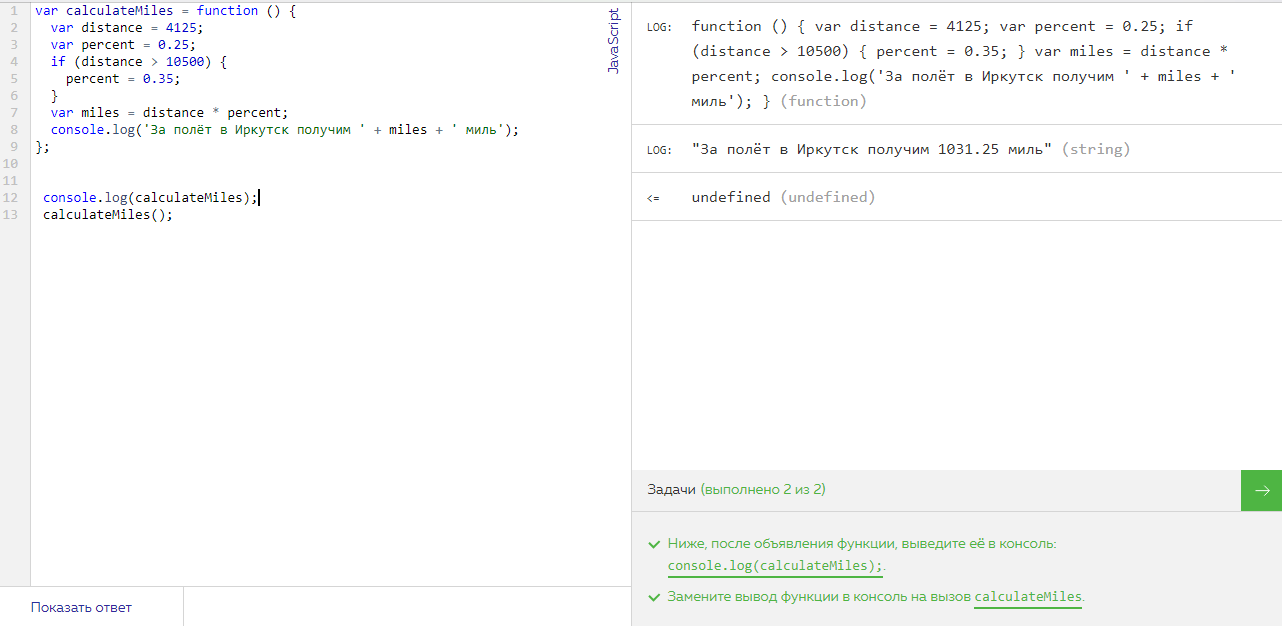 1 var calculateMiles = function () {
2 var distance = 4125;
3 var percent = 0.25;
4 if (distance > 10500) {
5 percent = 0.35;
6 }
7 var miles = distance * percent;
8 console.log('За полёт в Иркутск получим ' + miles + ' миль');
9 };
10
11
12 console.log(calculateMiles);
13 calculateMiles();
JavaScript
Показать ответ
LOG: function () { var distance = 4125; var percent = 0.25; if
(distance > 10500) { percent = 0.35; } var miles = distance *
percent; console.log('За полёт в Иркутск получим ' + miles + '
миль'); } (function)
LOG: "За полёт в Иркутск получим 1031.25 миль" (string)
<= undefined (undefined)
Задачи (выполнено 2 из 2)
Ниже, после объявления функции, выведите её в консоль:
console.log(calculateMiles);.
Замените вывод функции в консоль на вызов calculateMiles.